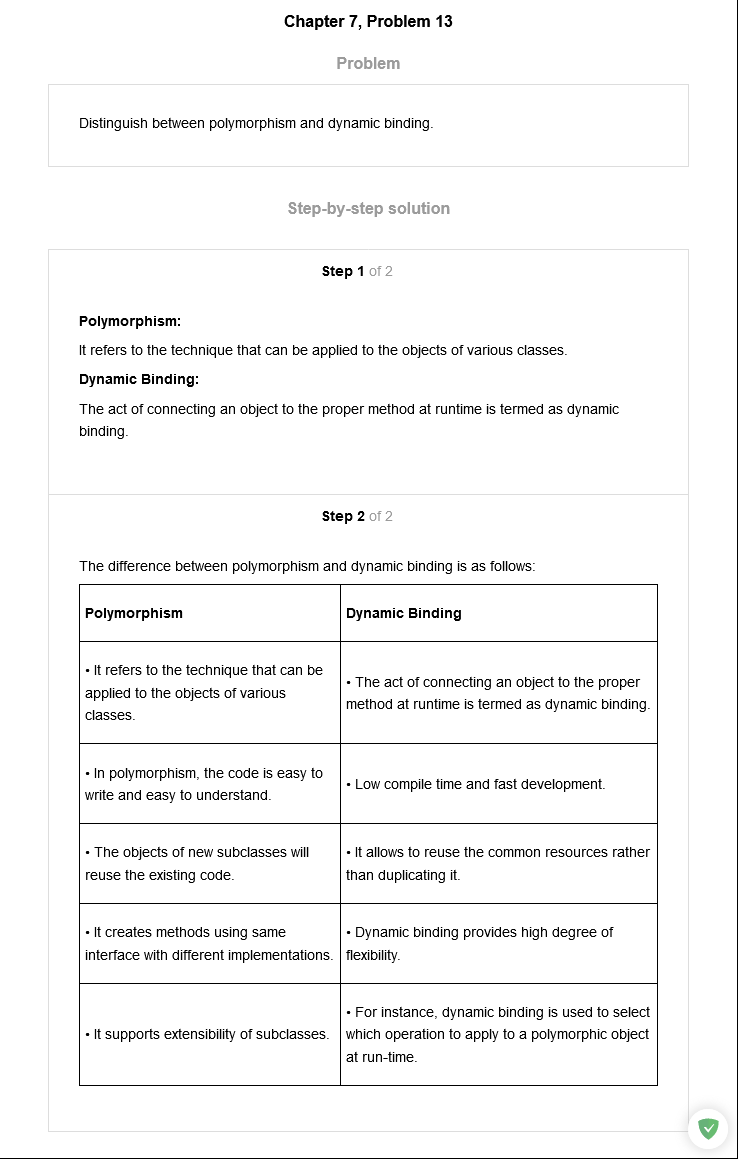 Chapter 7, Problem 13
Problem
Distinguish between polymorphism and dynamic binding.
Step-by-step solution
Step 1 of 2
Polymorphism:
It refers to the technique that can be applied to the objects of various classes.
Dynamic Binding:
The act of connecting an object to the proper method at runtime is termed as dynamic
binding.
Step 2 of 2
The difference between polymorphism and dynamic binding is as follows:
Polymorphism
Dynamic Binding
• It refers to the technique that can be
applied to the objects of various
classes.
• The act of connecting an object to the proper
method at runtime is termed as dynamic binding.
• In polymorphism, the code is easy to
write and easy to understand.
• Low compile time and fast development.
• The objects of new subclasses will
reuse the existing code.
• It allows to reuse the common resources rather
than duplicating it.
• It creates methods using same
interface with different implementations.
• Dynamic binding provides high degree of
flexibility.
• It supports extensibility of subclasses.
• For instance, dynamic binding is used to select
which operation to apply to a polymorphic object
at run-time.